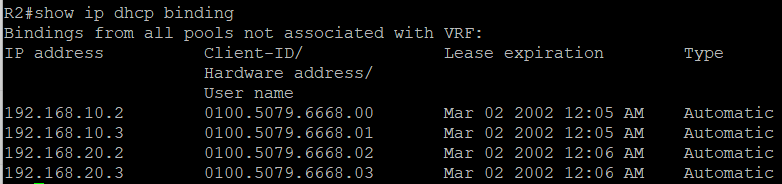 R2#show ip dhcp binding
Bindings from all pools not associated with VRF:
IP address Client-ID/ Lease expiration Type
Hardware address/
User name
192.168.10.2 0100.5079.6668.00 Mar 02 2002 12:05 AM Automatic
192.168.10.3 0100.5079.6668.01 Mar 02 2002 12:05 AM Automatic
192.168.20.2 0100.5079.6668.02 Mar 02 2002 12:06 AM Automatic
192.168.20.3 0100.5079.6668.03 Mar 02 2002 12:06 AM Automatic